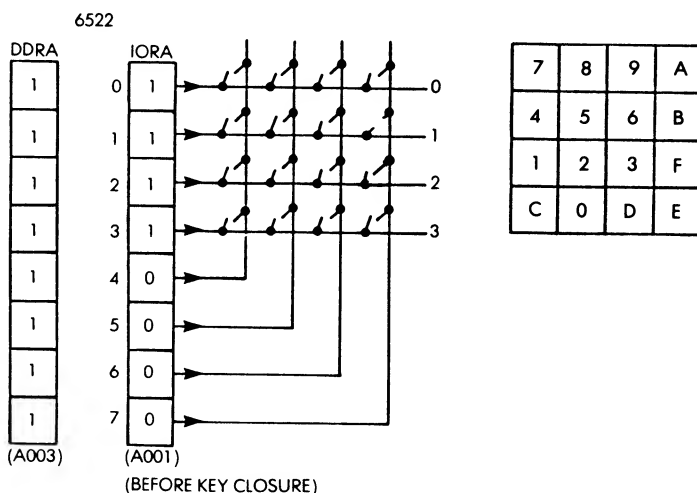 6522
DDRA IORA
1 0 1 0 7 8 9 A
1 1 1 1 4 5 6 B
1 2 1 2 1 2 3 F
1 3 1 3 C 0 D E
1 4 0
1 5 0
1 6 0
1 7 0
(A003) (A001)
(BEFORE KEY CLOSURE)